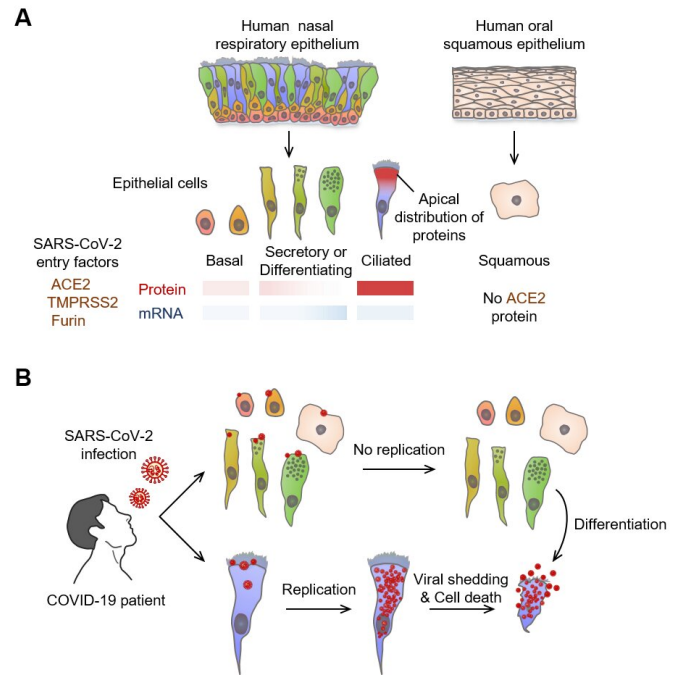 A
Human nasal
respiratory epithelium
Human oral
squamous epithelium
Epithelial cells
Apical
distribution of
proteins
SARS-CoV-2
entry factors
Basal
Secretory or
Differentiating
Ciliated
Squamous
ACE2
TMPRSS2
Furin
Protein
mRNA
No ACE2
protein
B
SARS-CoV-2
infection
COVID-19 patient
No replication
Differentiation
Replication
Viral shedding
& Cell death